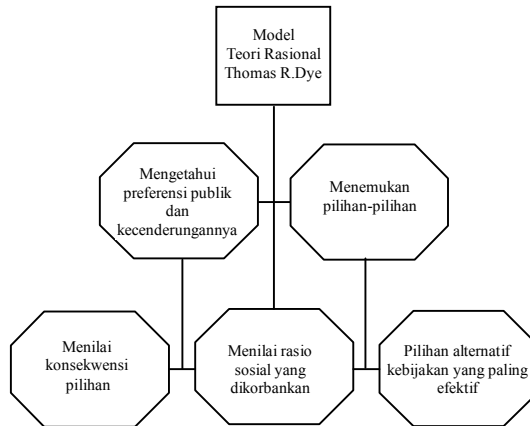 Model
Teori Rasional
Thomas R.Dye
Mengetahui
preferensi publik
dan
kecenderungannya
Menemukan
pilihan-pilihan
Menilai
konsekwensi
pilihan
Menilai rasio
sosial yang
dikorbankan
Pilihan alternatif
kebijakan yang paling
efektif